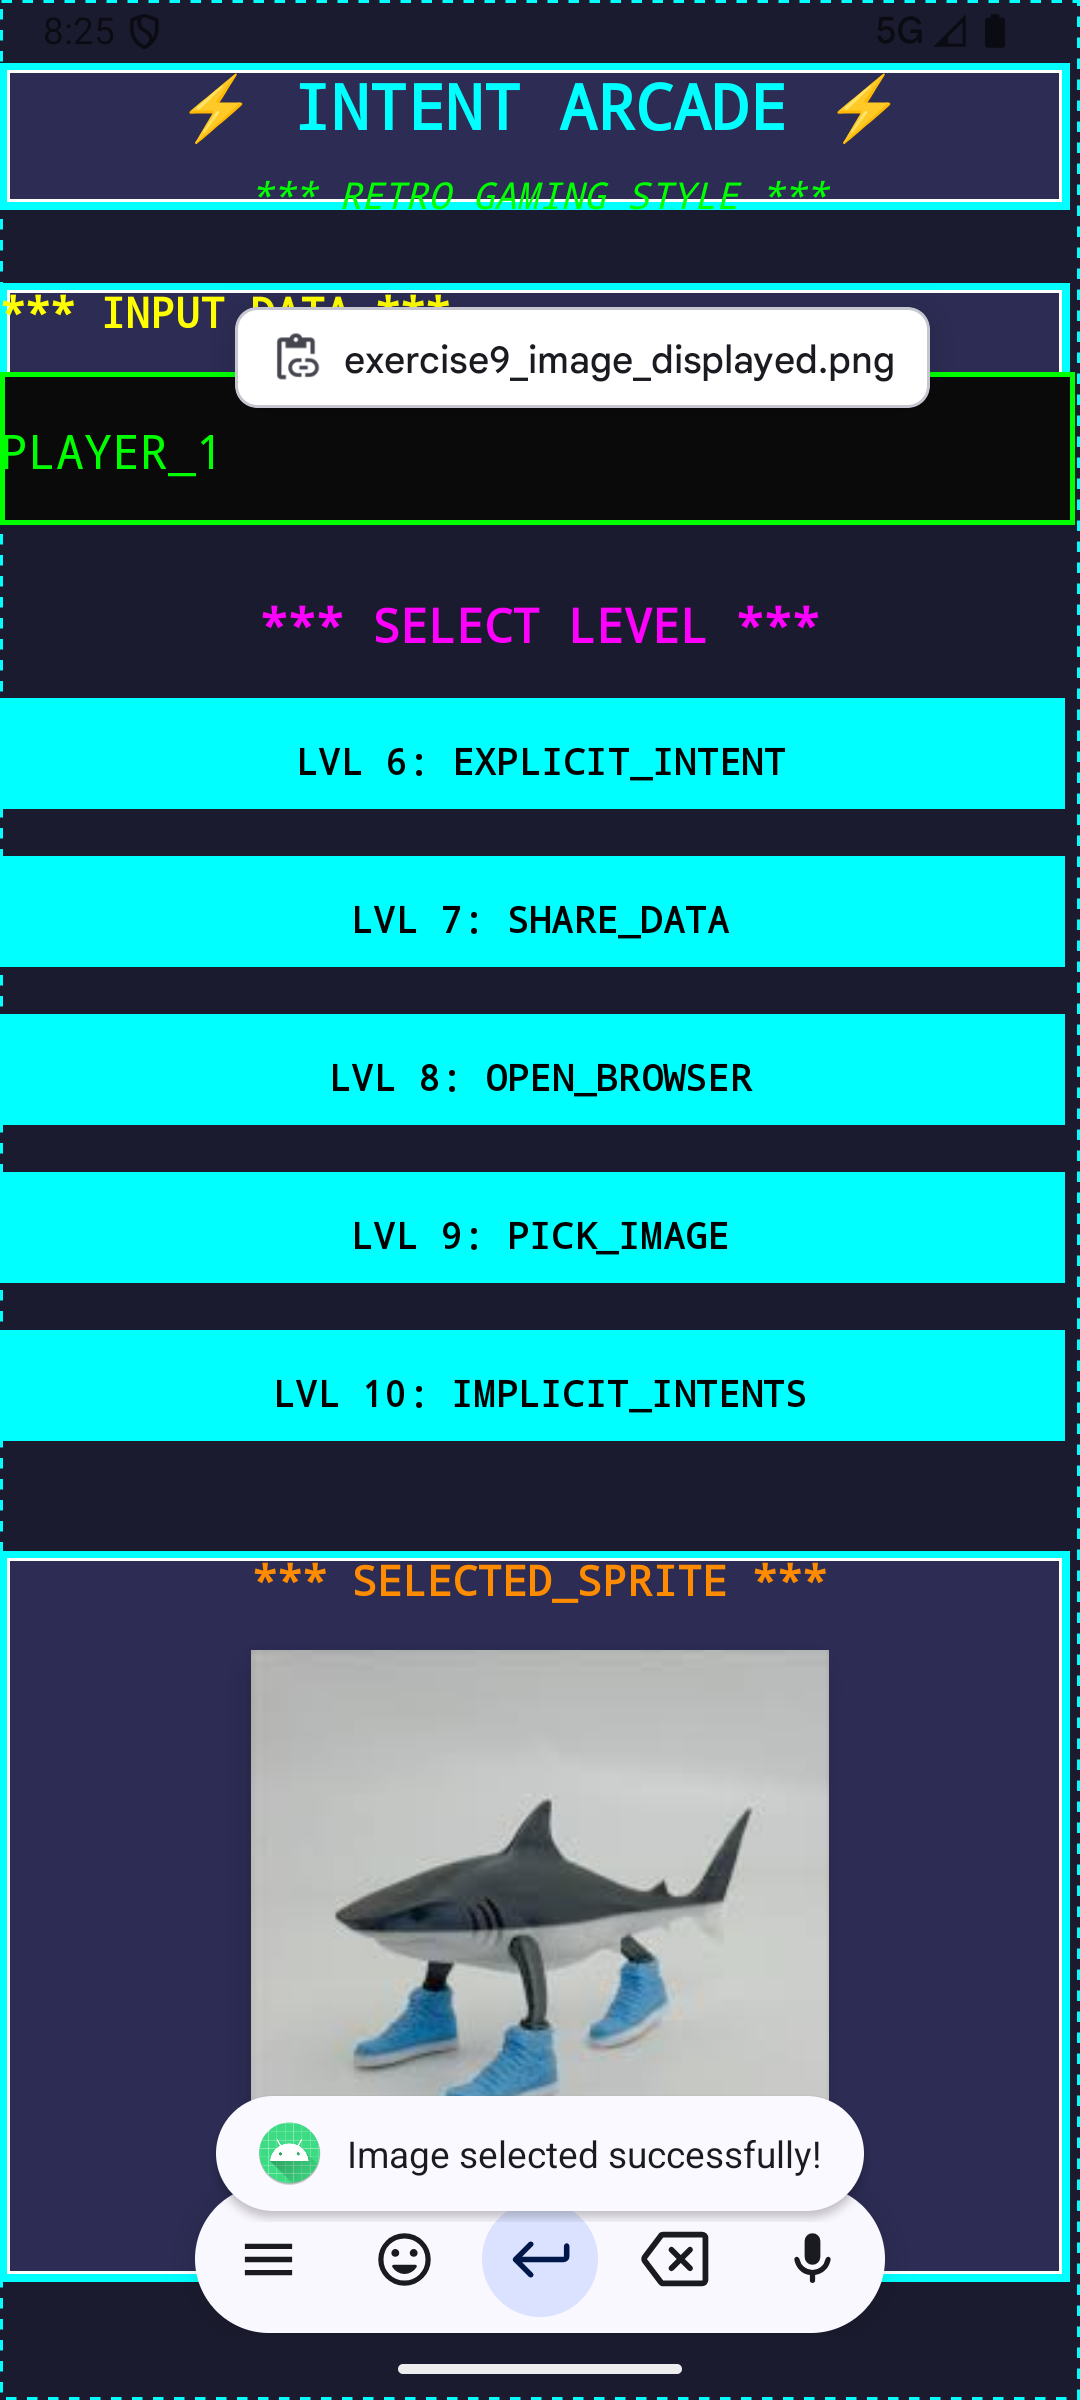 8:25 5G
⚡ INTENT ARCADE ⚡
*** RETRO GAMING STYLE ***
*** INPUT DATA ***
exercise9_image_displayed.png
PLAYER_1
*** SELECT LEVEL ***
LVL 6: EXPLICIT_INTENT
LVL 7: SHARE_DATA
LVL 8: OPEN_BROWSER
LVL 9: PICK_IMAGE
LVL 10: IMPLICIT_INTENTS
*** SELECTED_SPRITE ***
Image selected successfully!